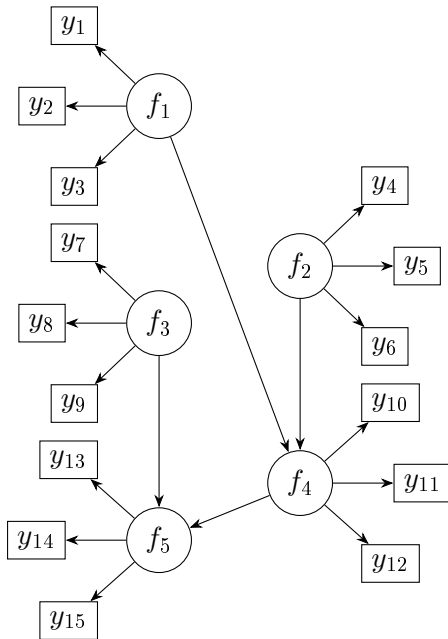 y₁
y₂
f₁
y₃
y₄
y₇
f₂
y₅
y₈
f₃
y₆
y₉
y₁₀
y₁₃
f₄
y₁₁
y₁₄
f₅
y₁₂
y₁₅